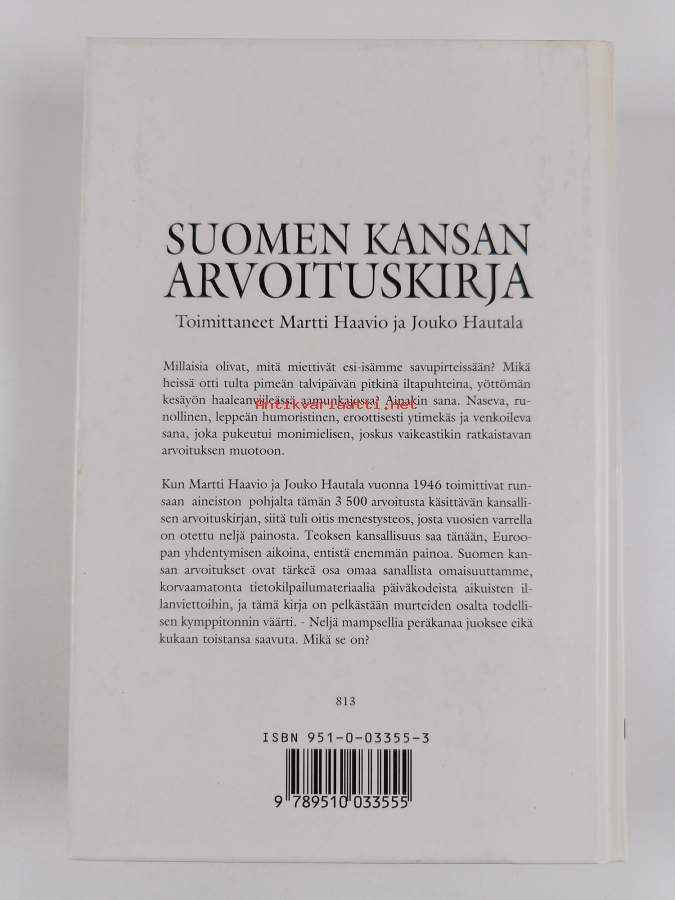 SUOMEN KANSAN
ARVOITUSKIRJA
Toimittaneet Martti Haavio ja Jouko Hautala
Millaisia olivat, mitä miettivät esi-isämme savupirteissään? Mikä
heissä otti tulta pimeän talvipäivän pitkinä iltapuhteina, yöttömän
kesäyön haaleanviileässä aamunkajossa? Ainakin sana. Naseva, ru-
Antikvariaatti.net
nollinen, leppeän humoristinen, eroottisesti ytimekäs ja venkoileva
sana, joka pukeutui monimielisen, joskus vaikeastikin ratkaistavan
arvoituksen muotoon.
Kun Martti Haavio ja Jouko Hautala vuonna 1946 toimittivat run-
saan aineiston pohjalta tämän 3 500 arvoitusta käsittävän kansalli-
sen arvoituskirjan, siitä tuli oitis menestysteos, josta vuosien varrella
on otettu neljä painosta. Teoksen kansallisuus saa tänään, Euroo-
pan yhdentymisen aikoina, entistä enemmän painoa. Suomen kan-
san arvoitukset ovat tärkeä osa omaa sanallista omaisuuttamme,
korvaamatonta tietokilpailumateriaalia päiväkodeista aikuisten il-
lanviettoihin, ja tämä kirja on pelkästään murteiden osalta todelli-
sen kymppitonnin väärti. - Neljä mampsellia peräkanaa juoksee eikä
kukaan toistansa saavuta. Mikä se on?
813
ISBN 951-0-03355-3
9 789510 033555